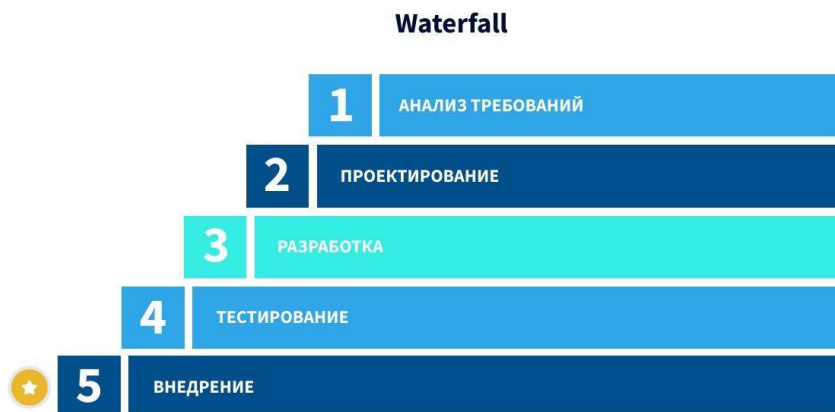 Waterfall
1 АНАЛИЗ ТРЕБОВАНИЙ
2 ПРОЕКТИРОВАНИЕ
3 РАЗРАБОТКА
4 ТЕСТИРОВАНИЕ
5 ВНЕДРЕНИЕ